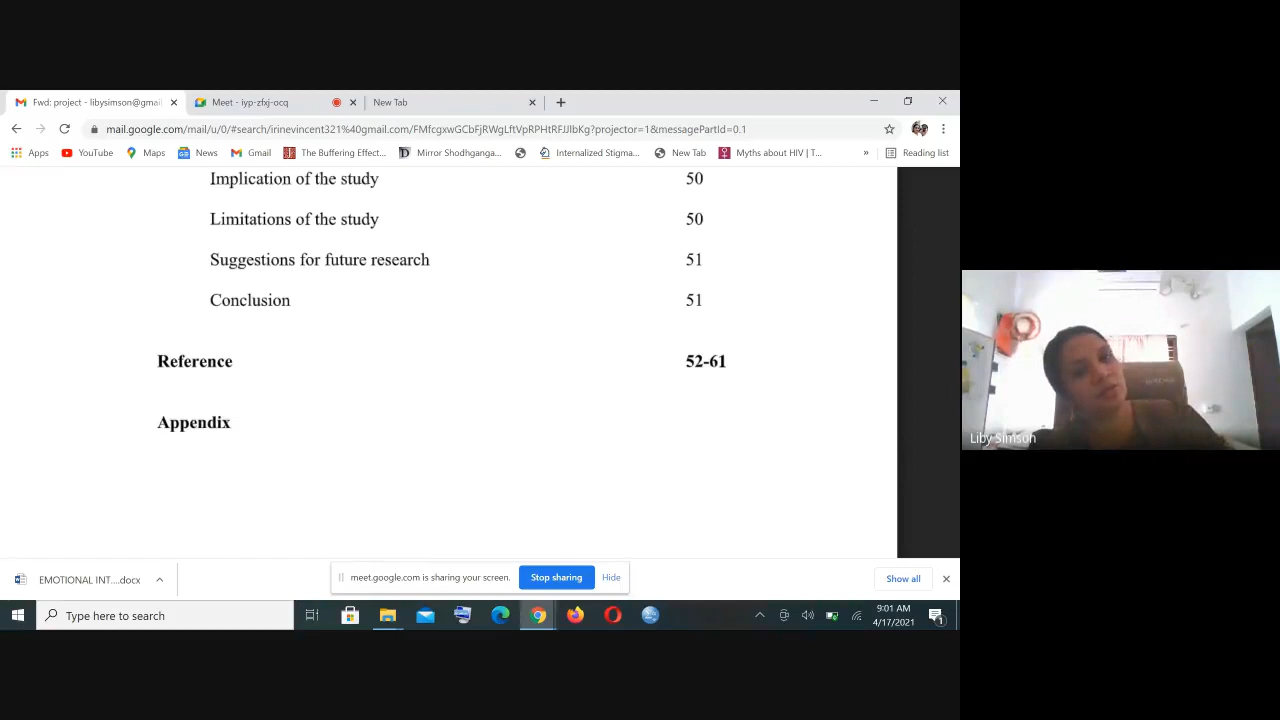 Fwd: project - libysimson@gmai
Meet - iyp-zfxj-ocq
New Tab
mail.google.com/mail/u/0/#search/irinevincent321%40gmail.com/FMfcgxwGCbFjRWgLftVpRPHtRFJJlbKg?projector=1&messagePartId=0.1
Apps YouTube Maps News Gmail The Buffering Effect... Mirror Shodhganga... Internalized Stigma... New Tab Myths about HIV | T... » Reading list
Implication of the study 50
Limitations of the study 50
Suggestions for future research 51
Conclusion 51
Reference 52-61
Appendix
Liby Simson
EMOTIONAL INT....docx
meet.google.com is sharing your screen. Stop sharing Hide
Show all
Type here to search
9:01 AM
4/17/2021
1